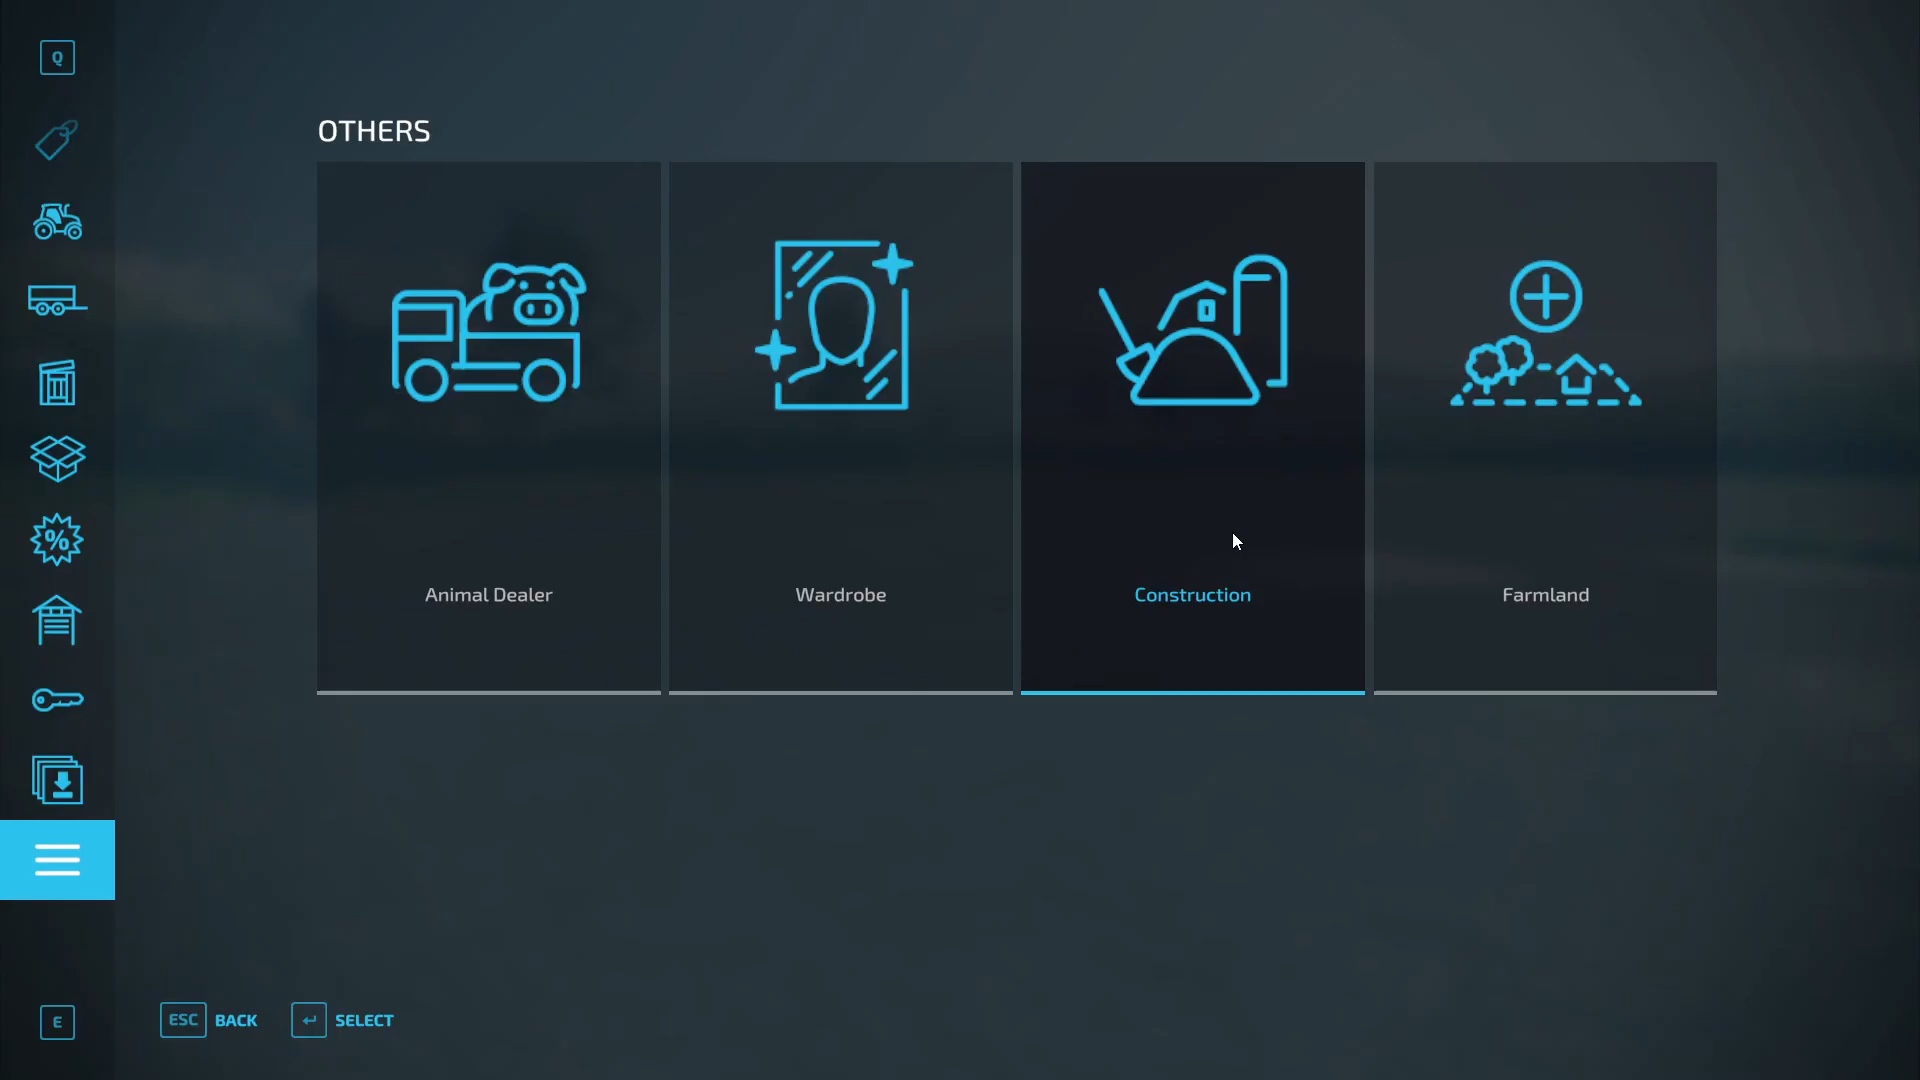 Q
OTHERS
Animal Dealer
Wardrobe
Construction
Farmland
%
E
ESC BACK
SELECT